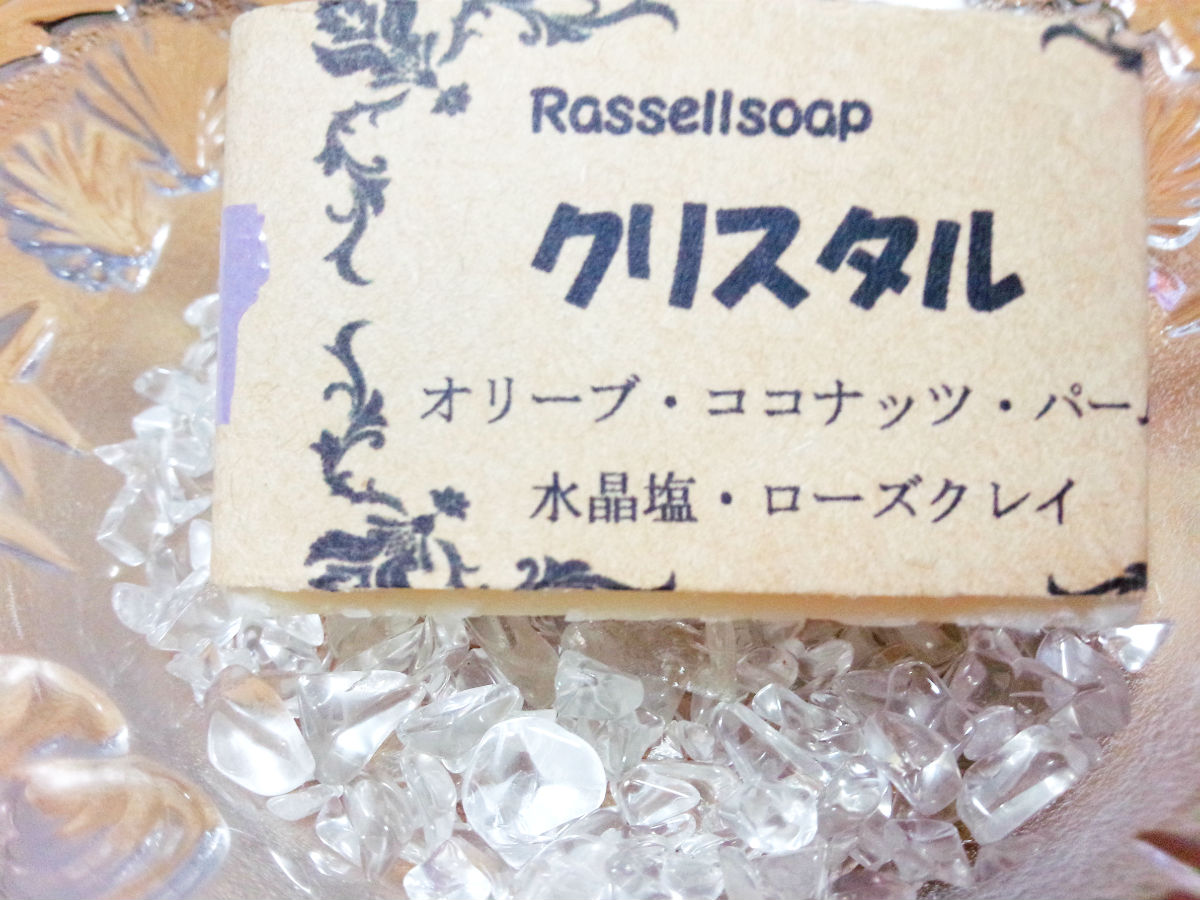 Rassellsoap
クリスタル
オリーブ・ココナッツ・パー
水晶塩・ローズクレイ